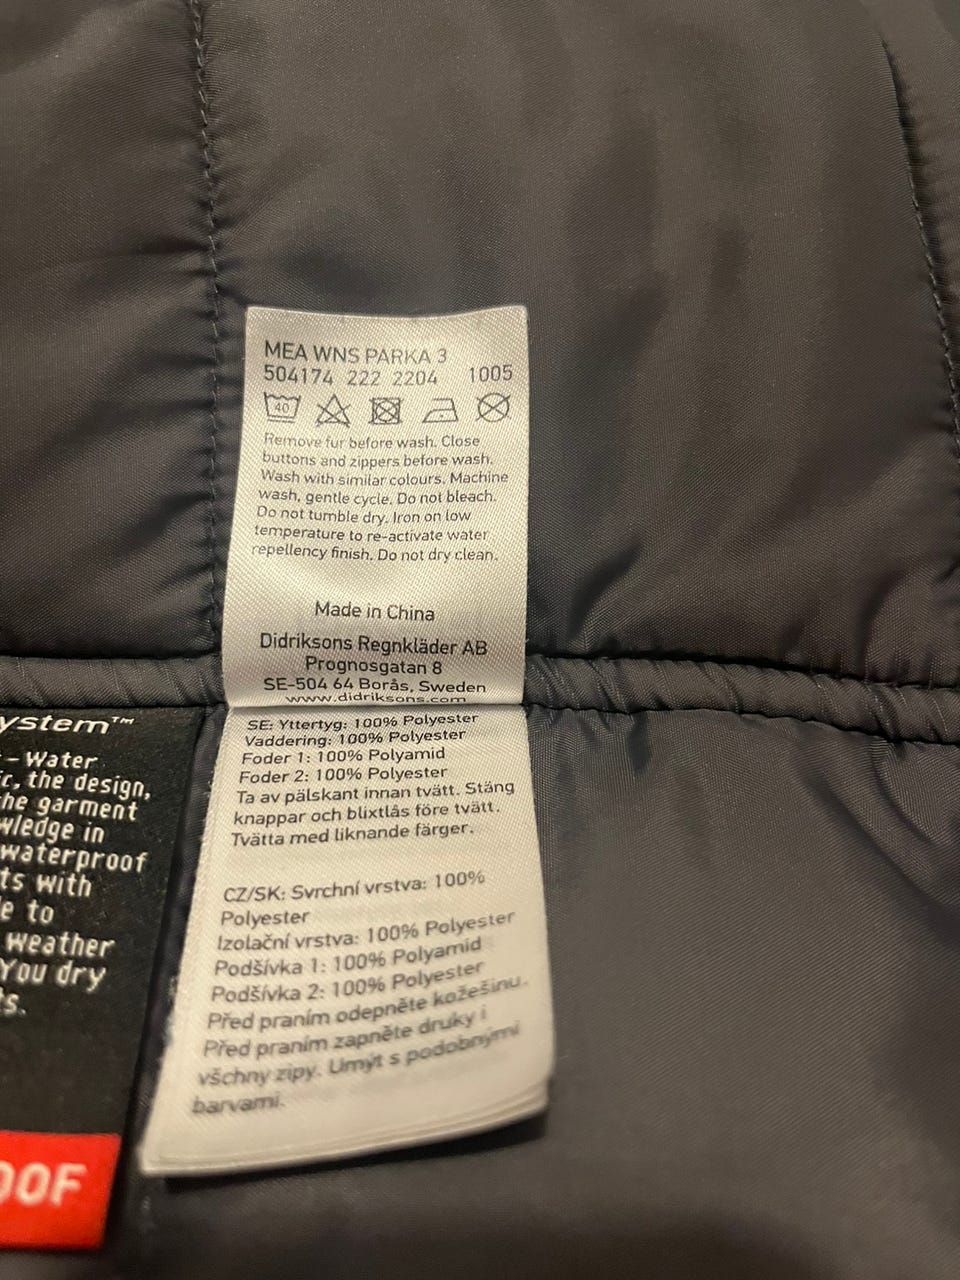 MEA WNS PARKA 3
504174 222 2204 1005
40
Remove fur before wash. Close
buttons and zippers before wash.
Wash with similar colours. Machine
wash, gentle cycle. Do not bleach.
Do not tumble dry. Iron on low
temperature to re-activate water
repellency finish. Do not dry clean.
Made in China
Didriksons Regnkläder AB
Prognosgatan 8
SE-504 64 Borås, Sweden
www.didriksons.com
SE: Yttertyg: 100% Polyester
Vaddering: 100% Polyester
Foder 1: 100% Polyamid
Foder 2: 100% Polyester
Ta av pälskant innan tvätt. Stäng
knappar och blixtlås före tvätt.
Tvätta med liknande färger.
CZ/SK: Svrchní vrstva: 100%
Polyester
Izolační vrstva: 100% Polyester
Podšívka 1: 100% Polyamid
Podšívka 2: 100% Polyester
Před praním odepněte kožešinu.
Před praním zapněte druky i
všchny zipy. Umýt s podobnými
barvami.
ystem™
- Water
c, the design,
he garment
wledge in
waterproof
ts with
e to
weather
You dry
ts.
OOF